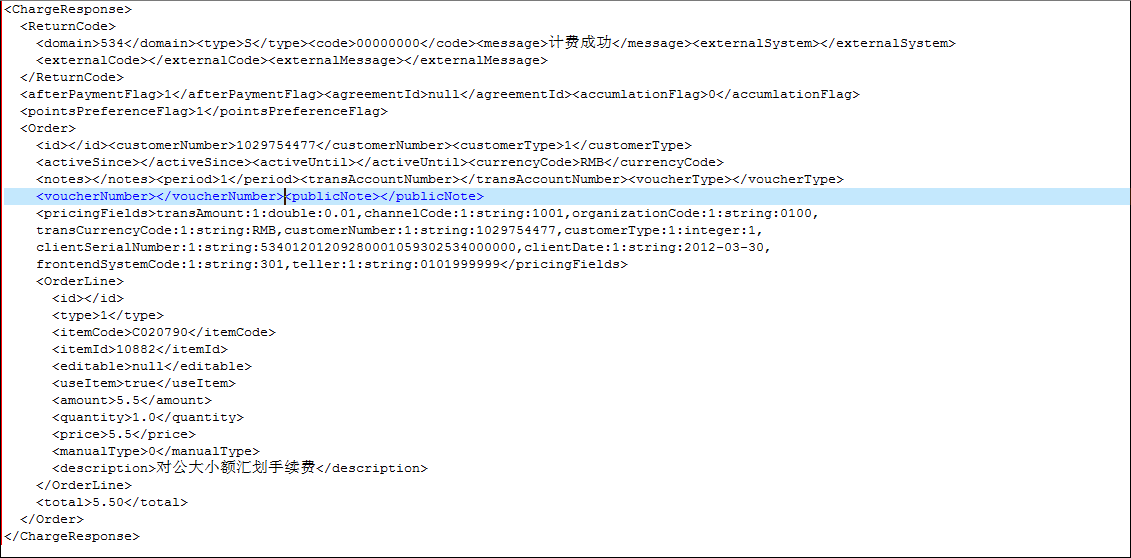 <ChargeResponse>
<ReturnCode>
<domain>534</domain><type>S</type><code>00000000</code><message>计费成功</message><externalSystem></externalSystem>
<externalCode></externalCode><externalMessage></externalMessage>
</ReturnCode>
<afterPaymentFlag>1</afterPaymentFlag><agreementId>null</agreementId><accumlationFlag>0</accumlationFlag>
<pointsPreferenceFlag>1</pointsPreferenceFlag>
<Order>
<id></id><customerNumber>1029754477</customerNumber><customerType>1</customerType>
<activeSince></activeSince><activeUntil></activeUntil><currencyCode>RMB</currencyCode>
<notes></notes><period>1</period><transAccountNumber></transAccountNumber><voucherType></voucherType>
<voucherNumber></voucherNumber><publicNote></publicNote>
<pricingFields>transAmount:1:double:0.01,channelCode:1:string:1001,organizationCode:1:string:0100,
transCurrencyCode:1:string:RMB,customerNumber:1:string:1029754477,customerType:1:integer:1,
clientSerialNumber:1:string:53401201209280001059302534000000,clientDate:1:string:2012-03-30,
frontendSystemCode:1:string:301,teller:1:string:0101999999</pricingFields>
<OrderLine>
<id></id>
<type>1</type>
<itemCode>C020790</itemCode>
<itemId>10882</itemId>
<editable>null</editable>
<useItem>true</useItem>
<amount>5.5</amount>
<quantity>1.0</quantity>
<price>5.5</price>
<manualType>0</manualType>
<description>对公大小额汇划手续费</description>
</OrderLine>
<total>5.50</total>
</Order>
</ChargeResponse>